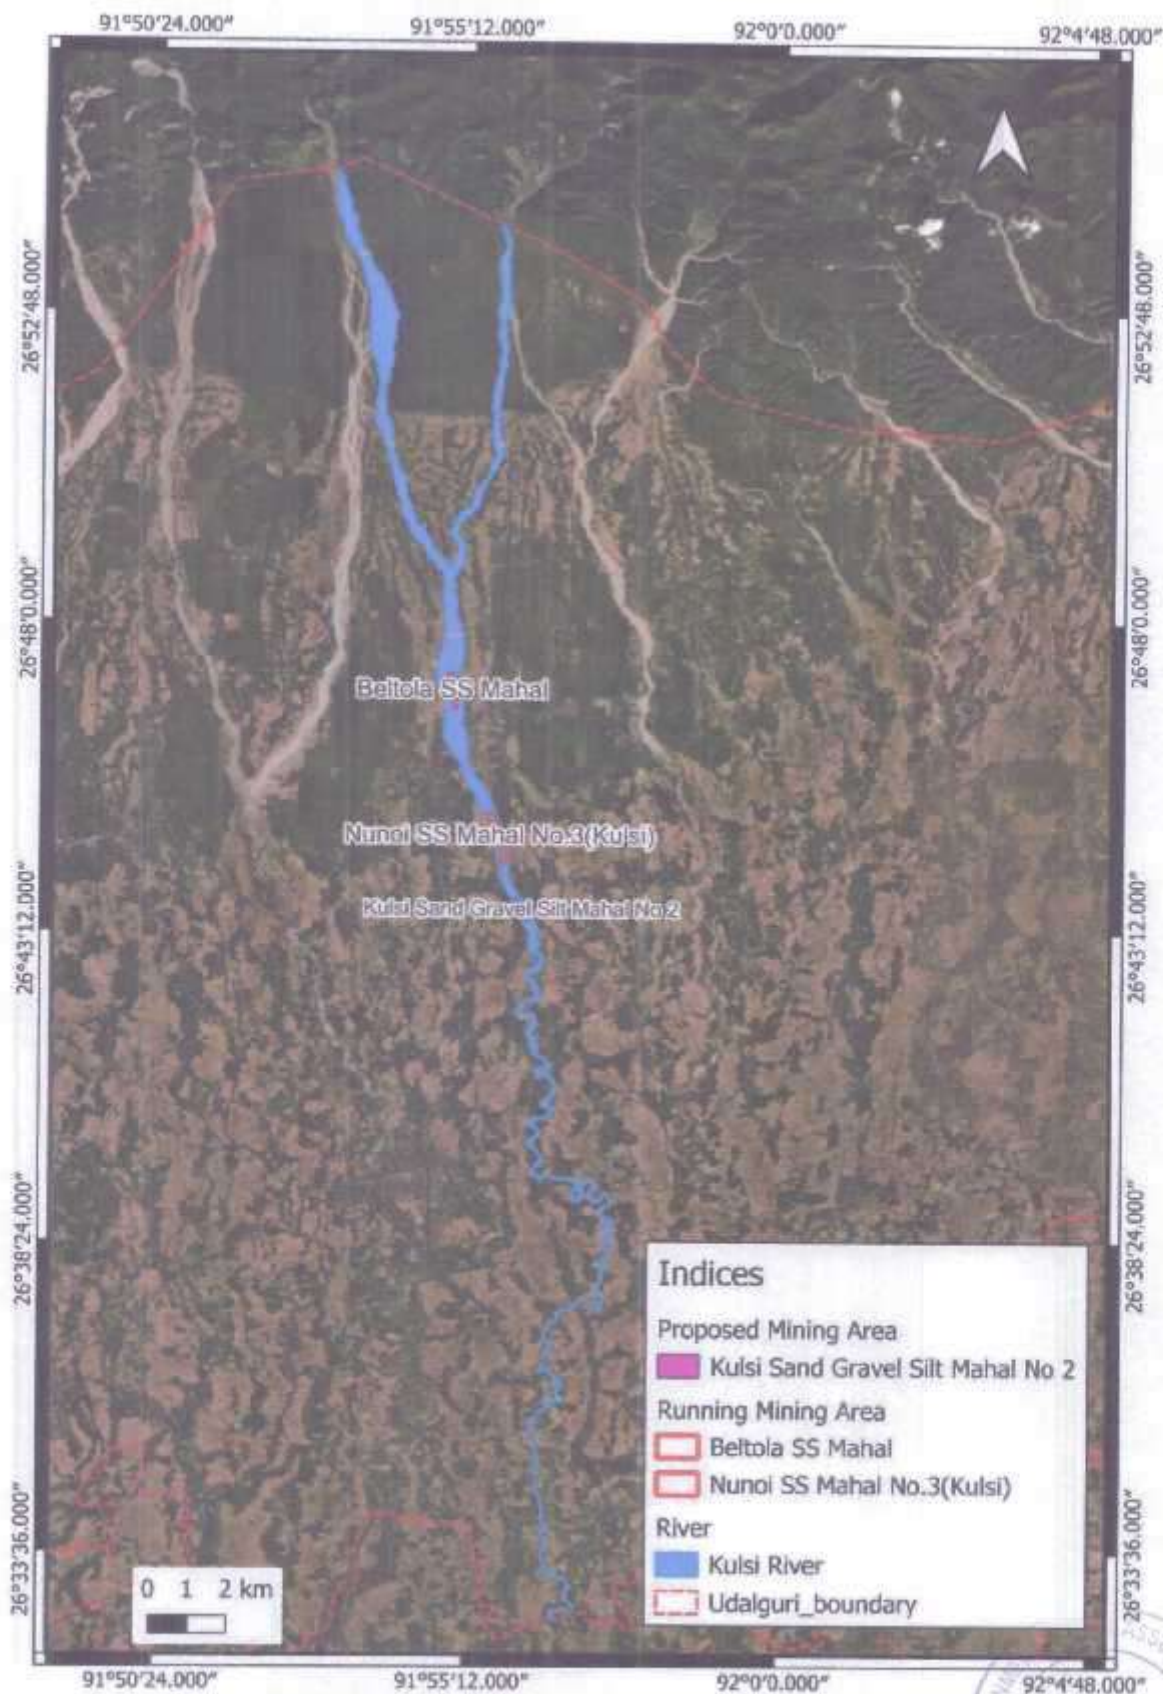 91°50'24.000" 91°55'12.000" 92°0'0.000" 92°4'48.000"
26°52'48.000" 26°52'48.000"
26°48'0.000" 26°48'0.000"
Beltola SS Mahal
Nunoi SS Mahal No.3(Kulsi)
Kulsi Sand Gravel Silt Mahal No 2
26°43'12.000" 26°43'12.000"
26°38'24.000" 26°38'24.000"
Indices
Proposed Mining Area
Kulsi Sand Gravel Silt Mahal No 2
Running Mining Area
Beltola SS Mahal
Nunoi SS Mahal No.3(Kulsi)
River
Kulsi River
Udalguri_boundary
26°33'36.000" 26°33'36.000"
0 1 2 km
91°50'24.000" 91°55'12.000" 92°0'0.000" 92°4'48.000"